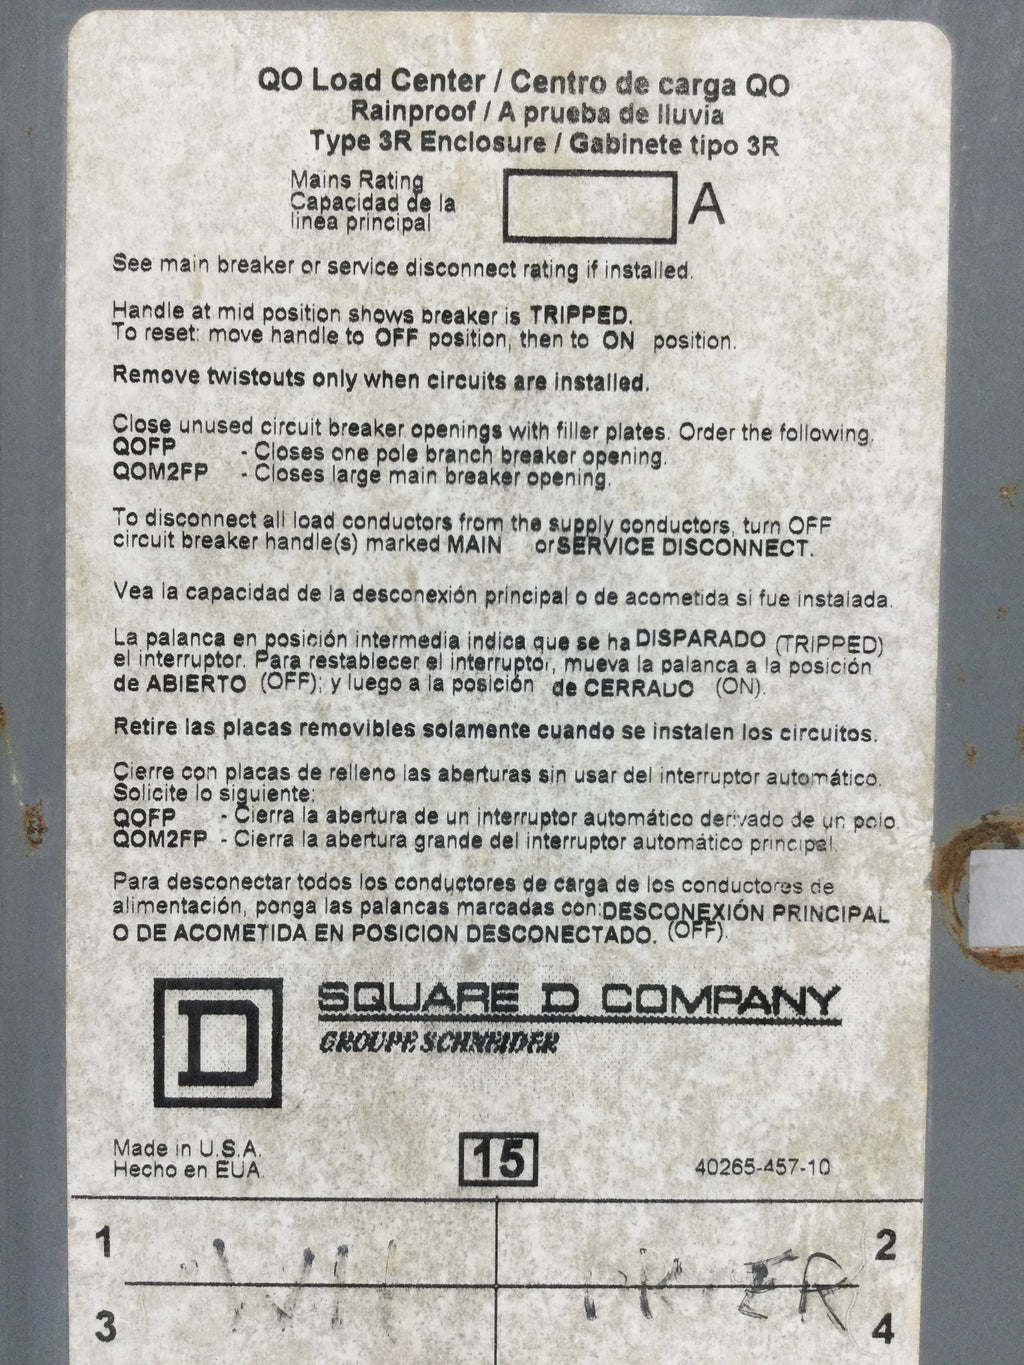 QO Load Center / Centro de carga QO
Rainproof / A prueba de lluvia
Type 3R Enclosure / Gabinete tipo 3R
Mains Rating
Capacidad de la
linea principal
A
See main breaker or service disconnect rating if installed.
Handle at mid position shows breaker is TRIPPED.
To reset: move handle to OFF position, then to ON position.
Remove twistouts only when circuits are installed.
Close unused circuit breaker openings with filler plates. Order the following.
QOFP - Closes one pole branch breaker opening.
QOM2FP - Closes large main breaker opening.
To disconnect all load conductors from the supply conductors, turn OFF
circuit breaker handle(s) marked MAIN or SERVICE DISCONNECT.
Vea la capacidad de la desconexión principal o de acometida si fue instalada.
La palanca en posición intermedia indica que se ha DISPARADO (TRIPPED)
el interruptor. Para restablecer el interruptor, mueva la palanca a la posición
de ABIERTO (OFF); y luego a la posición de CERRADO (ON).
Retire las placas removibles solamente cuando se instalen los circuitos.
Cierre con placas de relleno las aberturas sin usar del interruptor automático.
Solicite lo siguiente:
QOFP - Cierra la abertura de un interruptor automático derivado de un polo.
QOM2FP - Cierra la abertura grande del interruptor automático principal.
Para desconectar todos los conductores de carga de los conductores de
alimentación, ponga las palancas marcadas con: DESCONEXIÓN PRINCIPAL
O DE ACOMETIDA EN POSICION DESCONECTADO. (OFF).
D
SQUARE D COMPANY
GROUPE SCHNEIDER
Made in U.S.A.
Hecho en EUA.
15
40265-457-10
1
2
3
4